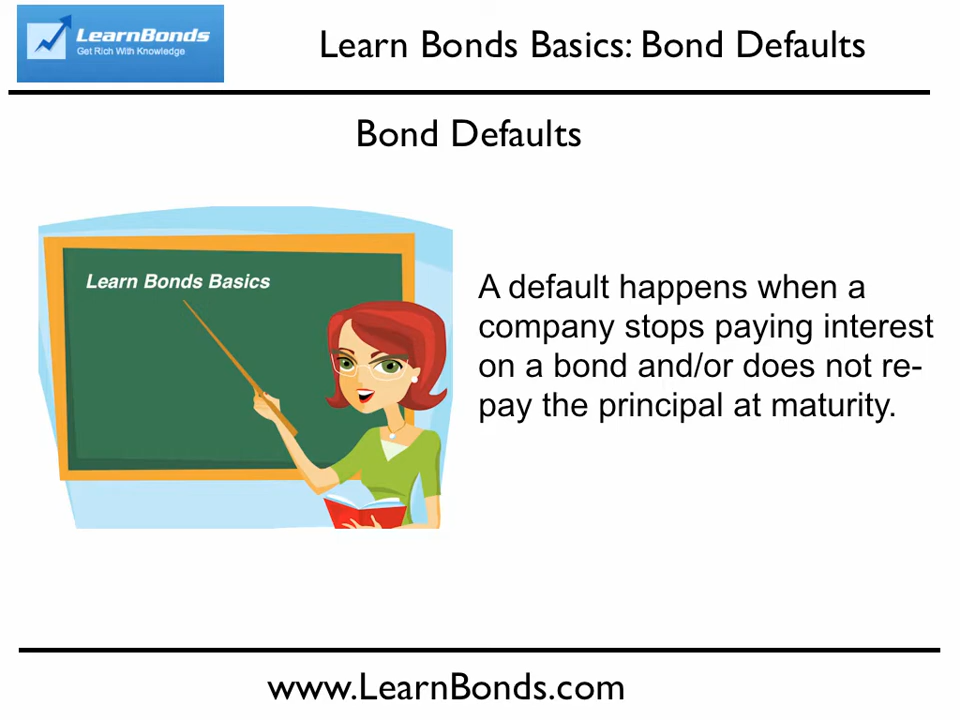 LearnBonds
Get Rich With Knowledge
Learn Bonds Basics: Bond Defaults
Bond Defaults
Learn Bonds Basics
A default happens when a
company stops paying interest
on a bond and/or does not re-
pay the principal at maturity.
www.LearnBonds.com